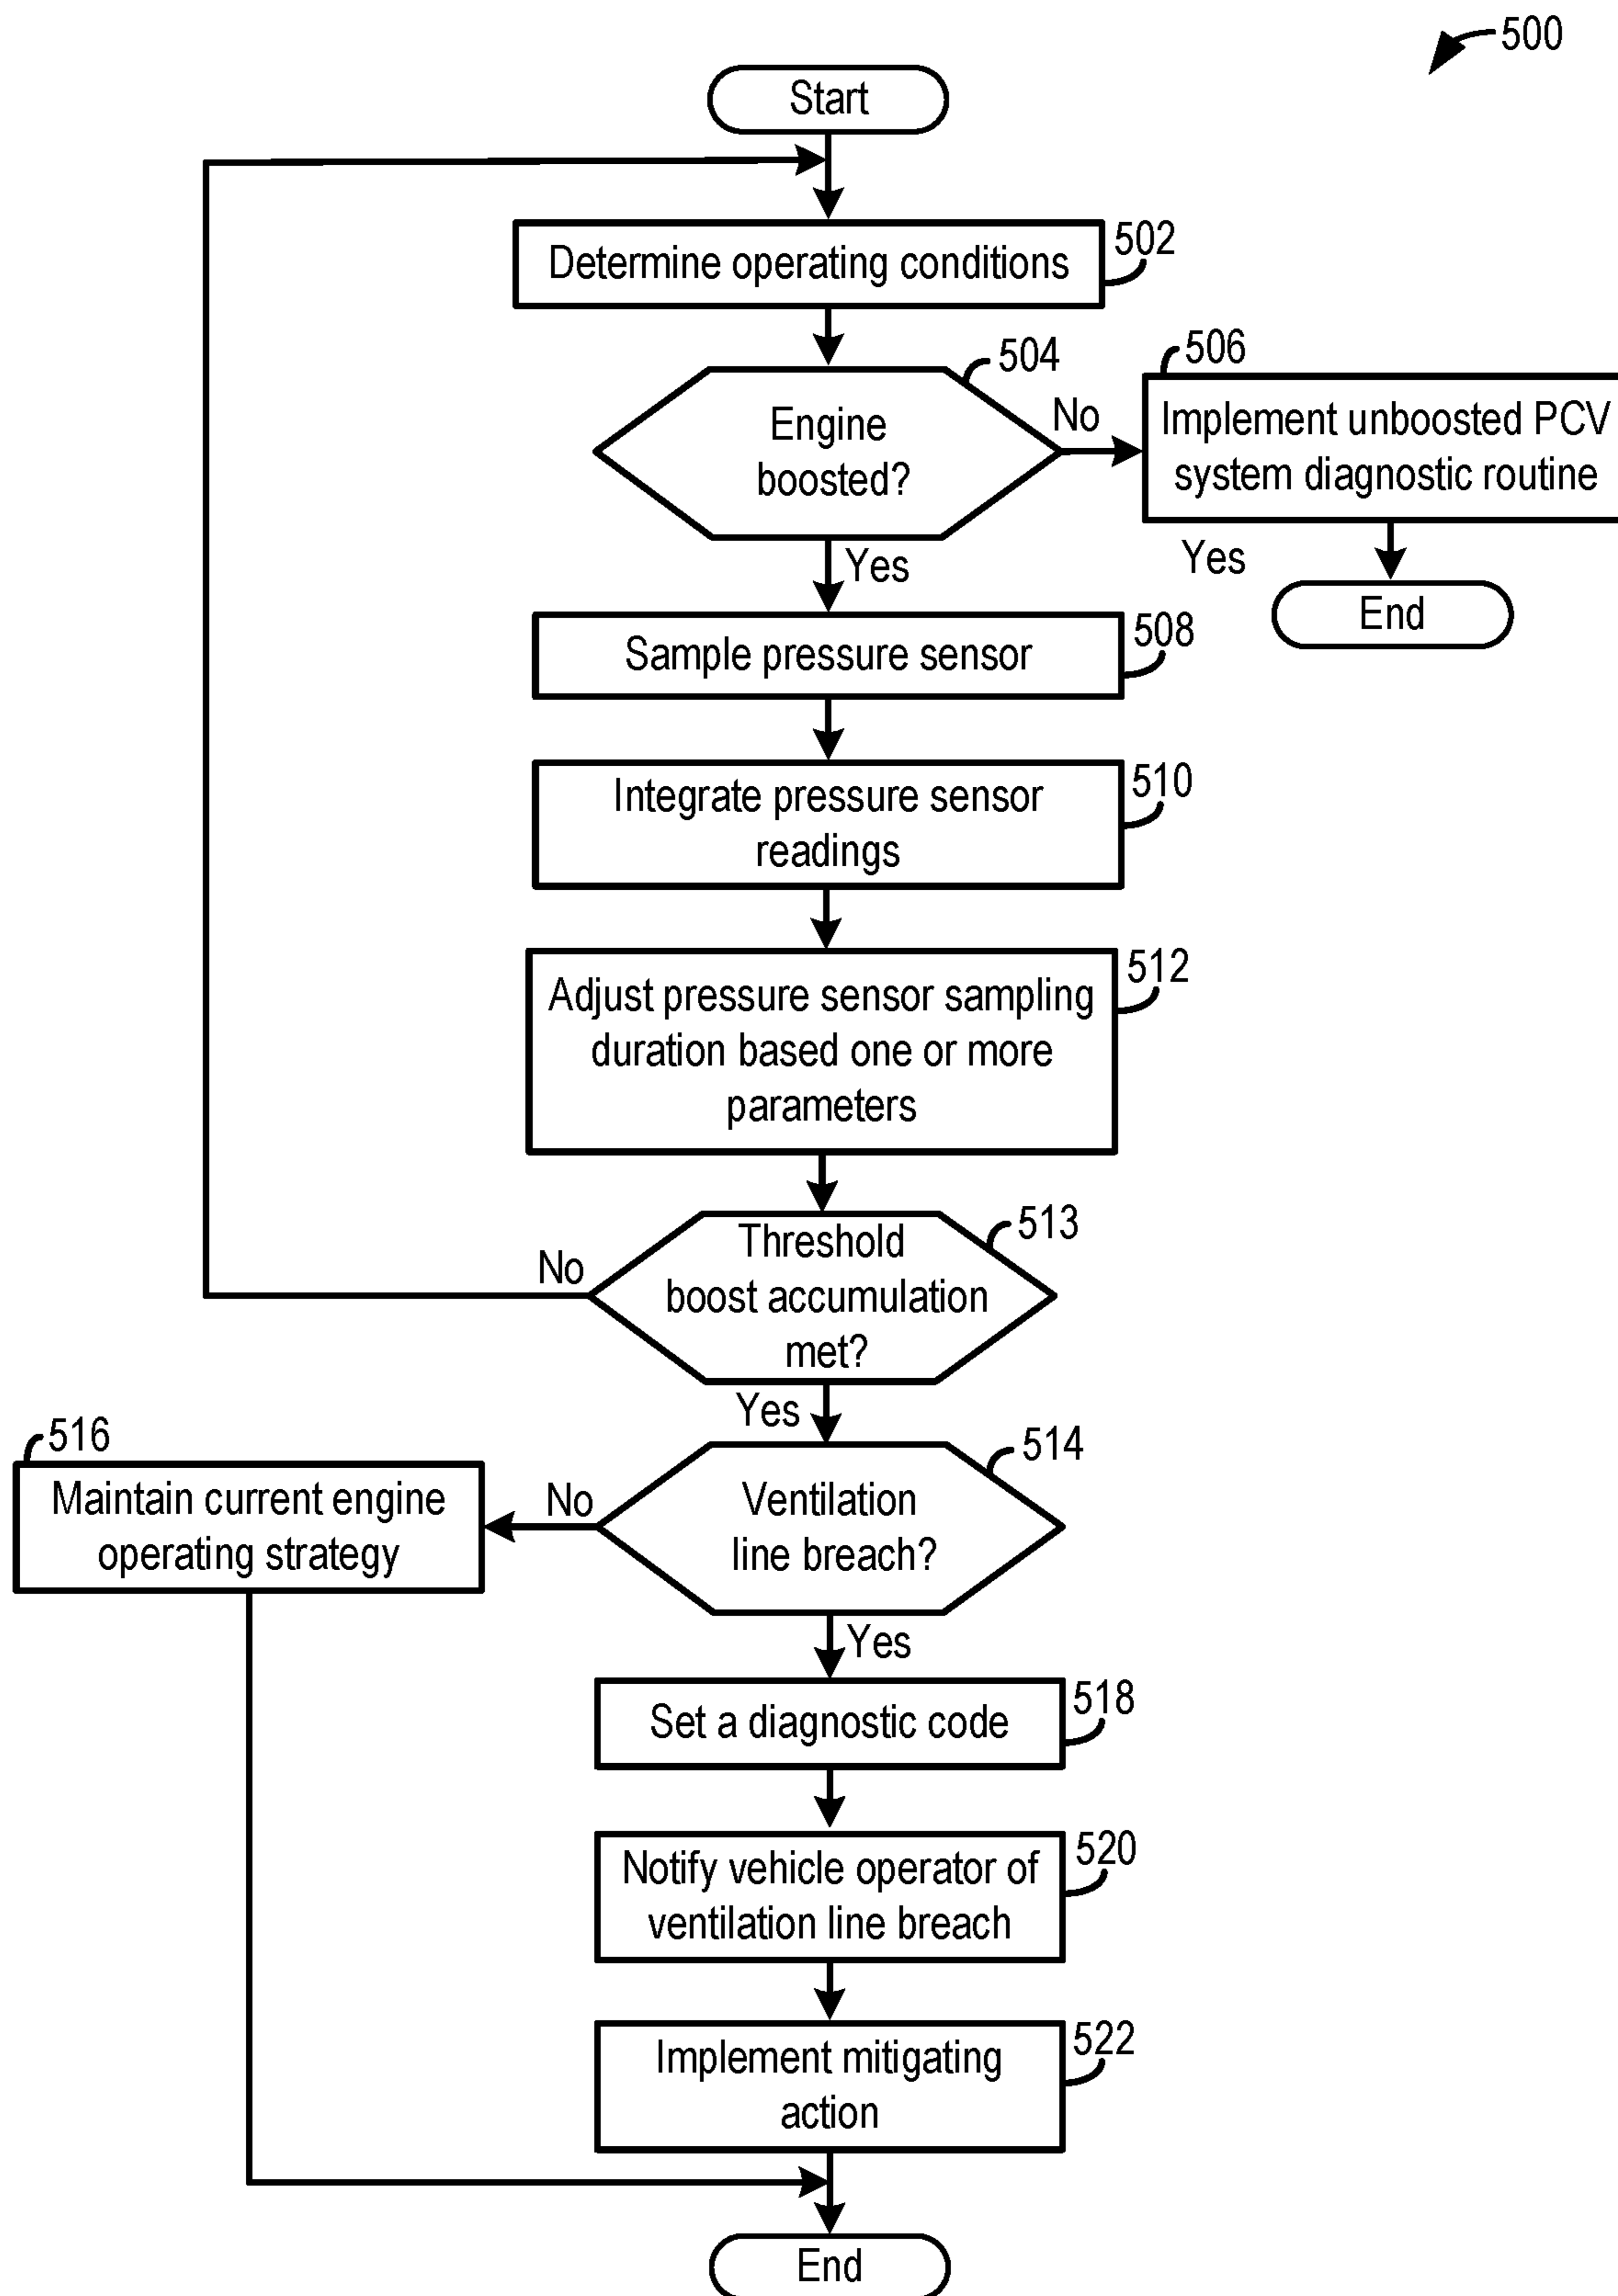 500
Start
Determine operating conditions
502
504
Engine
boosted?
No
506
Implement unboosted PCV
system diagnostic routine
Yes
Yes
End
Sample pressure sensor
508
Integrate pressure sensor
readings
510
Adjust pressure sensor sampling
duration based one or more
parameters
512
513
Threshold
boost accumulation
met?
No
Yes
514
Ventilation
line breach?
No
516
Maintain current engine
operating strategy
Yes
Set a diagnostic code
518
Notify vehicle operator of
ventilation line breach
520
Implement mitigating
action
522
End